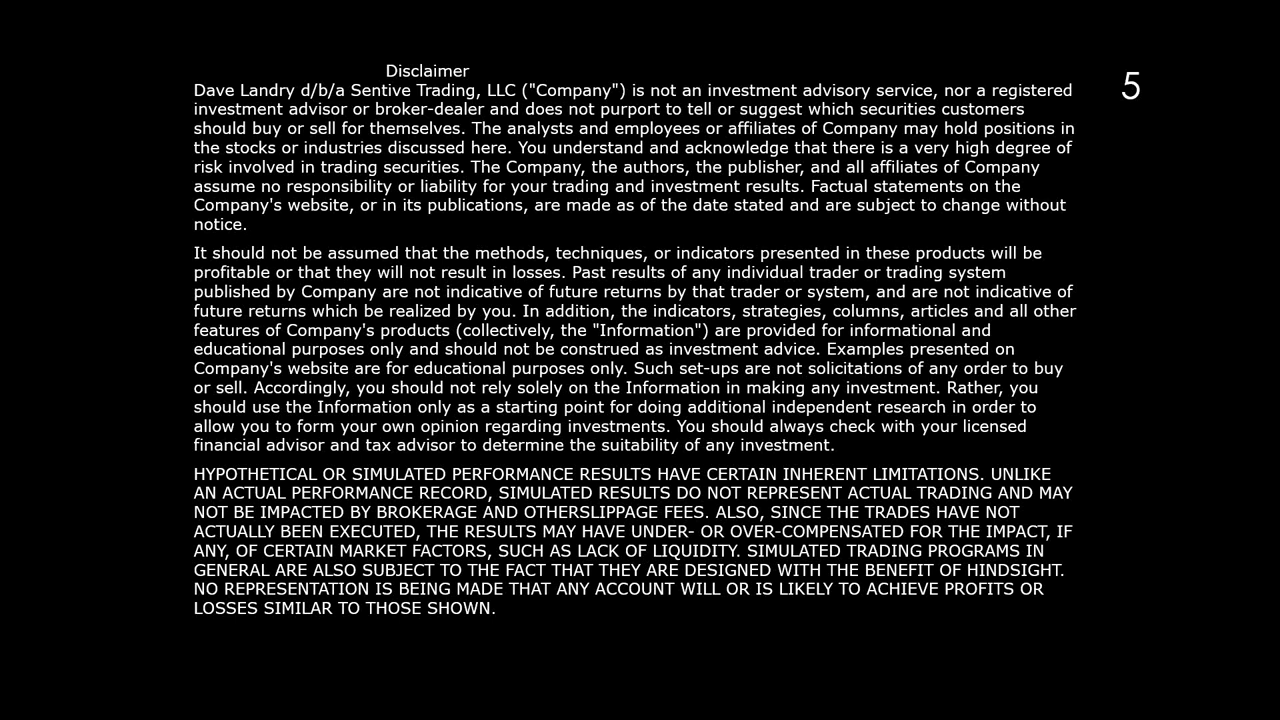 Disclaimer
5
Dave Landry d/b/a Sentive Trading, LLC ("Company") is not an investment advisory service, nor a registered
investment advisor or broker-dealer and does not purport to tell or suggest which securities customers
should buy or sell for themselves. The analysts and employees or affiliates of Company may hold positions in
the stocks or industries discussed here. You understand and acknowledge that there is a very high degree of
risk involved in trading securities. The Company, the authors, the publisher, and all affiliates of Company
assume no responsibility or liability for your trading and investment results. Factual statements on the
Company's website, or in its publications, are made as of the date stated and are subject to change without
notice.
It should not be assumed that the methods, techniques, or indicators presented in these products will be
profitable or that they will not result in losses. Past results of any individual trader or trading system
published by Company are not indicative of future returns by that trader or system, and are not indicative of
future returns which be realized by you. In addition, the indicators, strategies, columns, articles and all other
features of Company's products (collectively, the "Information") are provided for informational and
educational purposes only and should not be construed as investment advice. Examples presented on
Company's website are for educational purposes only. Such set-ups are not solicitations of any order to buy
or sell. Accordingly, you should not rely solely on the Information in making any investment. Rather, you
should use the Information only as a starting point for doing additional independent research in order to
allow you to form your own opinion regarding investments. You should always check with your licensed
financial advisor and tax advisor to determine the suitability of any investment.
HYPOTHETICAL OR SIMULATED PERFORMANCE RESULTS HAVE CERTAIN INHERENT LIMITATIONS. UNLIKE
AN ACTUAL PERFORMANCE RECORD, SIMULATED RESULTS DO NOT REPRESENT ACTUAL TRADING AND MAY
NOT BE IMPACTED BY BROKERAGE AND OTHERSLIPPAGE FEES. ALSO, SINCE THE TRADES HAVE NOT
ACTUALLY BEEN EXECUTED, THE RESULTS MAY HAVE UNDER- OR OVER-COMPENSATED FOR THE IMPACT, IF
ANY, OF CERTAIN MARKET FACTORS, SUCH AS LACK OF LIQUIDITY. SIMULATED TRADING PROGRAMS IN
GENERAL ARE ALSO SUBJECT TO THE FACT THAT THEY ARE DESIGNED WITH THE BENEFIT OF HINDSIGHT.
NO REPRESENTATION IS BEING MADE THAT ANY ACCOUNT WILL OR IS LIKELY TO ACHIEVE PROFITS OR
LOSSES SIMILAR TO THOSE SHOWN.